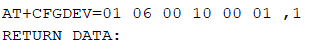 AT+CFGDEV=01 06 00 10 00 01 ,1
RETURN DATA: